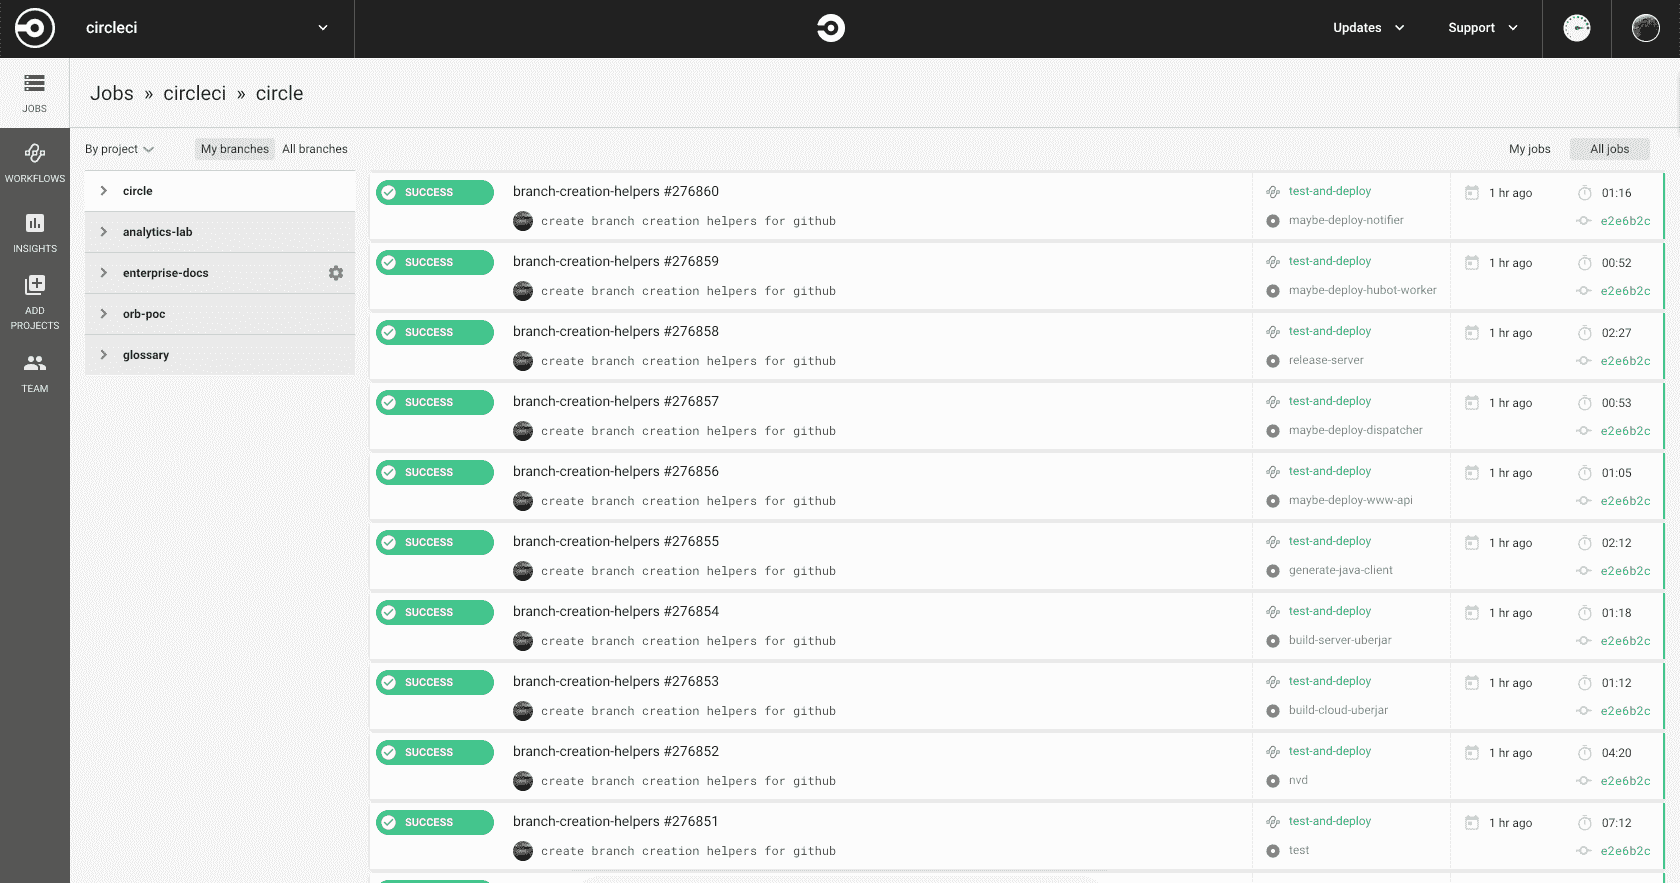 circleci
Updates
Support
JOBS
Jobs » circleci » circle
WORKFLOWS
INSIGHTS
ADD
PROJECTS
TEAM
By project
My branches
All branches
My jobs
All jobs
circle
analytics-lab
enterprise-docs
orb-poc
glossary
SUCCESS branch-creation-helpers #276860 test-and-deploy 1 hr ago 01:16
create branch creation helpers for github maybe-deploy-notifier e2e6b2c
SUCCESS branch-creation-helpers #276859 test-and-deploy 1 hr ago 00:52
create branch creation helpers for github maybe-deploy-hubot-worker e2e6b2c
SUCCESS branch-creation-helpers #276858 test-and-deploy 1 hr ago 02:27
create branch creation helpers for github release-server e2e6b2c
SUCCESS branch-creation-helpers #276857 test-and-deploy 1 hr ago 00:53
create branch creation helpers for github maybe-deploy-dispatcher e2e6b2c
SUCCESS branch-creation-helpers #276856 test-and-deploy 1 hr ago 01:05
create branch creation helpers for github maybe-deploy-www-api e2e6b2c
SUCCESS branch-creation-helpers #276855 test-and-deploy 1 hr ago 02:12
create branch creation helpers for github generate-java-client e2e6b2c
SUCCESS branch-creation-helpers #276854 test-and-deploy 1 hr ago 01:18
create branch creation helpers for github build-server-uberjar e2e6b2c
SUCCESS branch-creation-helpers #276853 test-and-deploy 1 hr ago 01:12
create branch creation helpers for github build-cloud-uberjar e2e6b2c
SUCCESS branch-creation-helpers #276852 test-and-deploy 1 hr ago 04:20
create branch creation helpers for github nvd e2e6b2c
SUCCESS branch-creation-helpers #276851 test-and-deploy 1 hr ago 07:12
create branch creation helpers for github test e2e6b2c